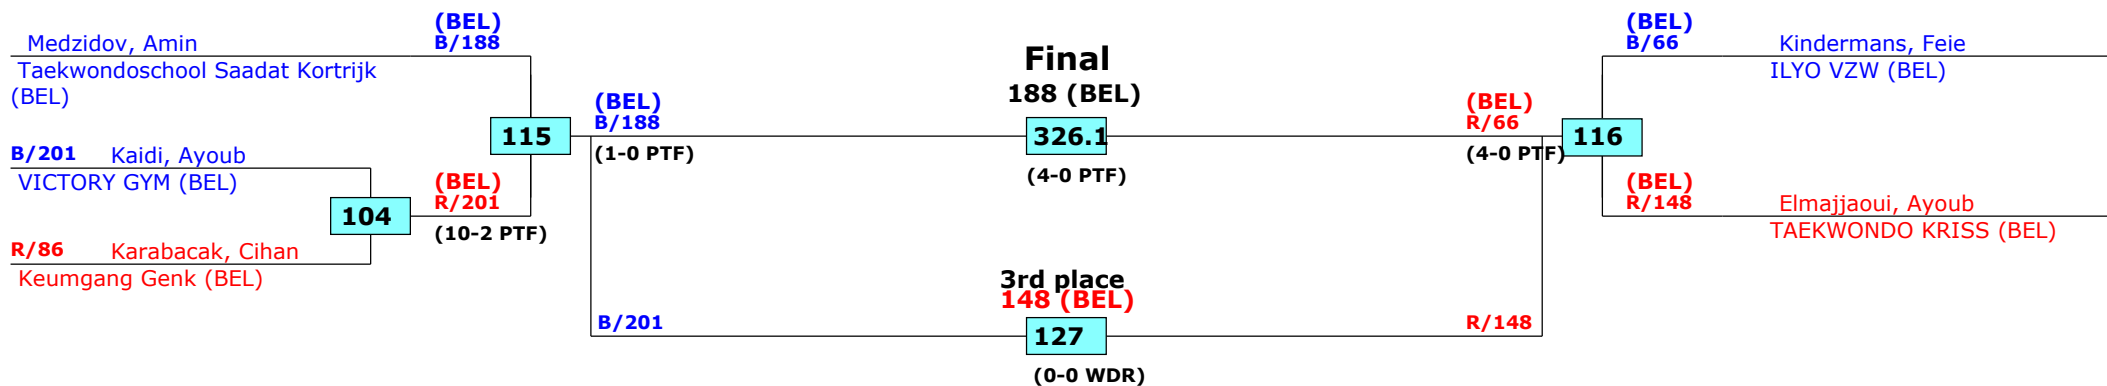 (BEL)
B/188
Medzidov, Amin
Taekwondoschool Saadat Kortrijk
(BEL)
B/201 Kaidi, Ayoub
VICTORY GYM (BEL)
R/86 Karabacak, Cihan
Keumgang Genk (BEL)
104
(BEL)
R/201
(10-2 PTF)
115
(BEL)
B/188
(1-0 PTF)
Final
188 (BEL)
326.1
(4-0 PTF)
3rd place
148 (BEL)
B/201
127
R/148
(0-0 WDR)
(BEL)
R/66
(4-0 PTF)
116
(BEL)
B/66
Kindermans, Feie
ILYO VZW (BEL)
(BEL)
R/148
Elmajjaoui, Ayoub
TAEKWONDO KRISS (BEL)